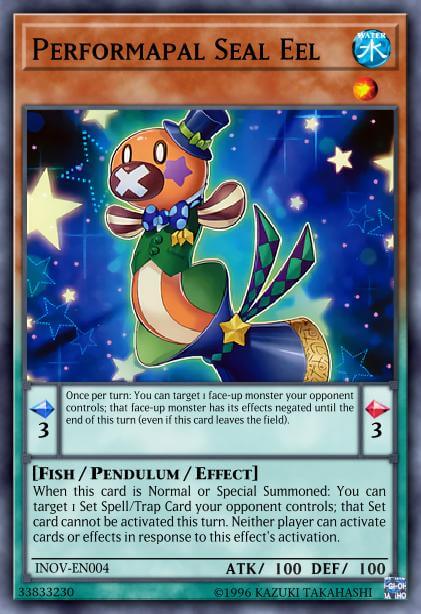 PERFORMAPAL SEAL EEL
WATER
水
Once per turn: You can target 1 face-up monster your opponent
controls; that face-up monster has its effects negated until the
end of this turn (even if this card leaves the field).
3
3
[FISH / PENDULUM / EFFECT]
When this card is Normal or Special Summoned: You can
target 1 Set Spell/Trap Card your opponent controls; that Set
card cannot be activated this turn. Neither player can activate
cards or effects in response to this effect's activation.
INOV-EN004
ATK/ 100 DEF/ 100
33833230
©1996 KAZUKI TAKAHASHI